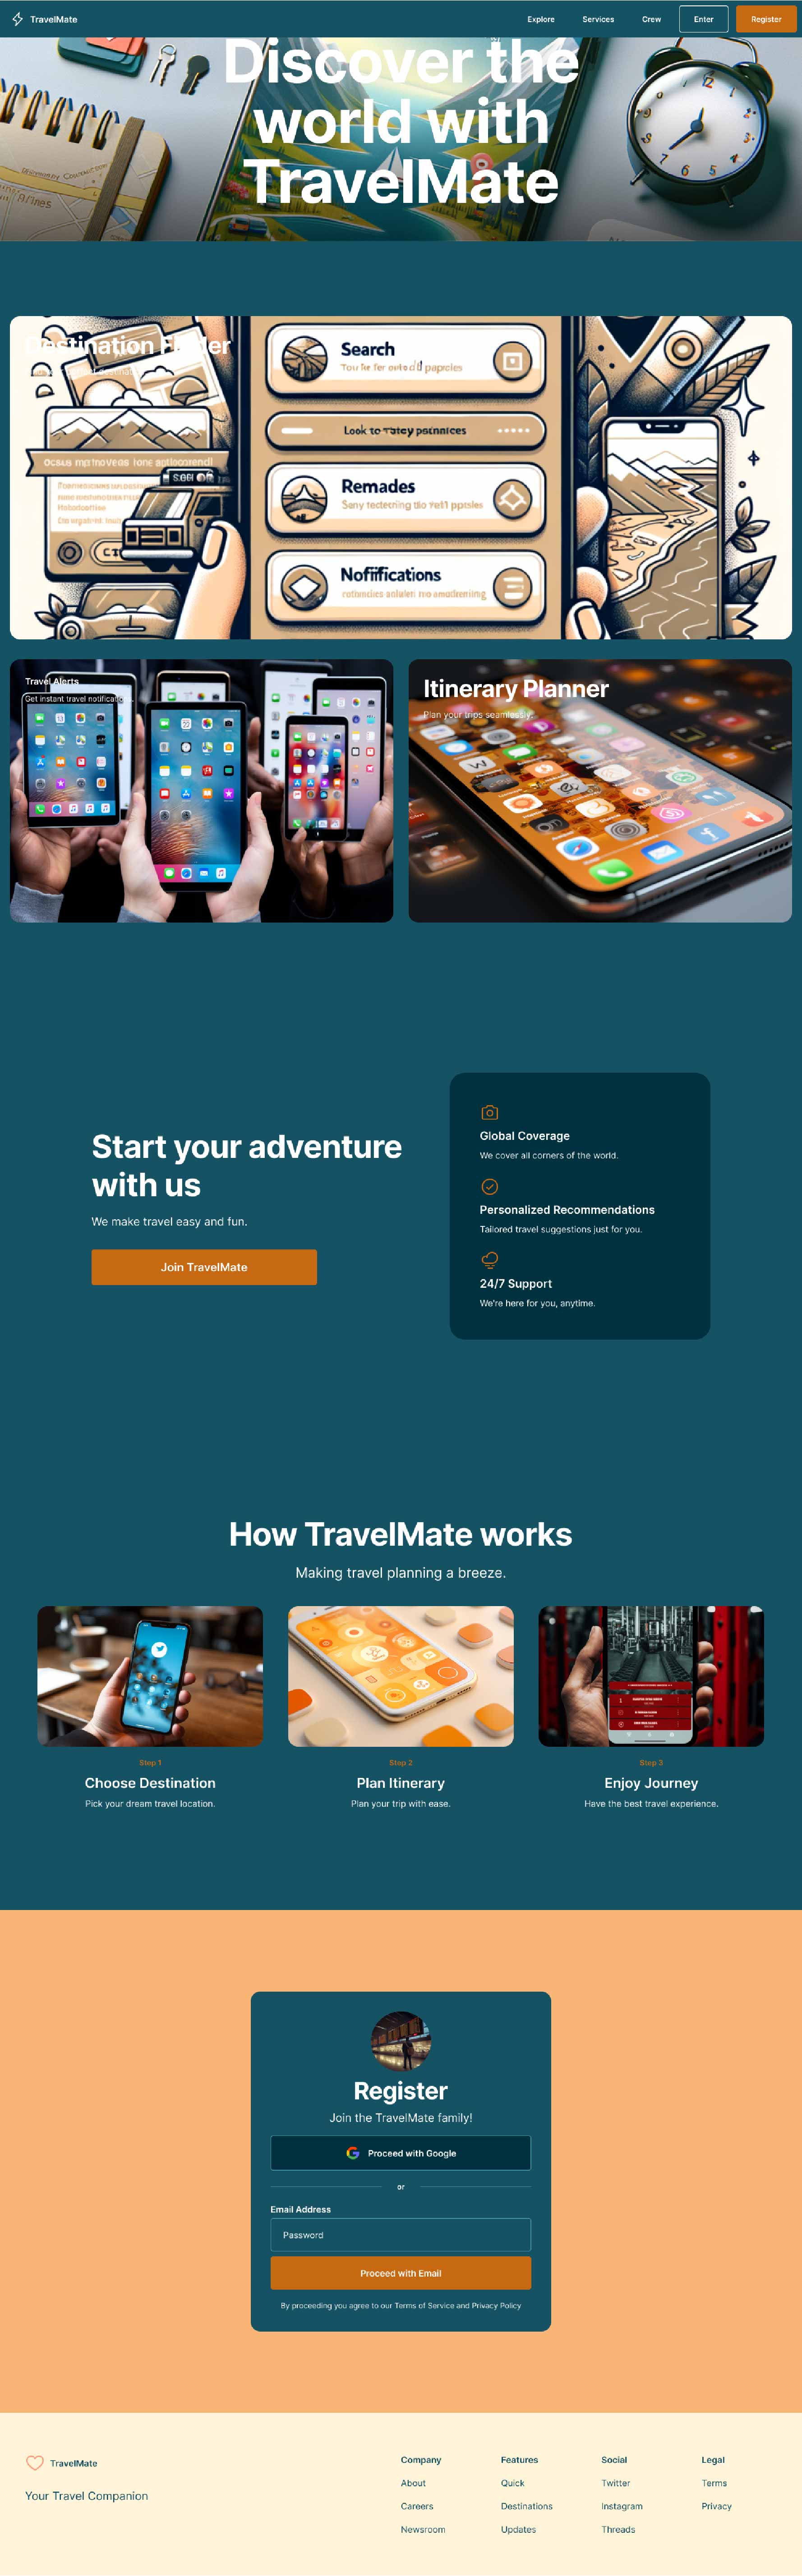 TravelMate
Explore
Services
Crew
Enter
Register
Discover the
world with
TravelMate
Destination Finder
Search
Look to
Remades
Noffifications
Travel Alerts
Get instant travel notifications.
Itinerary Planner
Plan your trips seamlessly.
Start your adventure
with us
We make travel easy and fun.
Join TravelMate
Global Coverage
We cover all corners of the world.
Personalized Recommendations
Tailored travel suggestions just for you.
24/7 Support
We're here for you, anytime.
How TravelMate works
Making travel planning a breeze.
Step 1
Choose Destination
Pick your dream travel location.
Step 2
Plan Itinerary
Plan your trip with ease.
Step 3
Enjoy Journey
Have the best travel experience.
Register
Join the TravelMate family!
Proceed with Google
or
Email Address
Password
Proceed with Email
By proceeding you agree to our Terms of Service and Privacy Policy
TravelMate
Your Travel Companion
Company
About
Careers
Newsroom
Features
Quick
Destinations
Updates
Social
Twitter
Instagram
Threads
Legal
Terms
Privacy